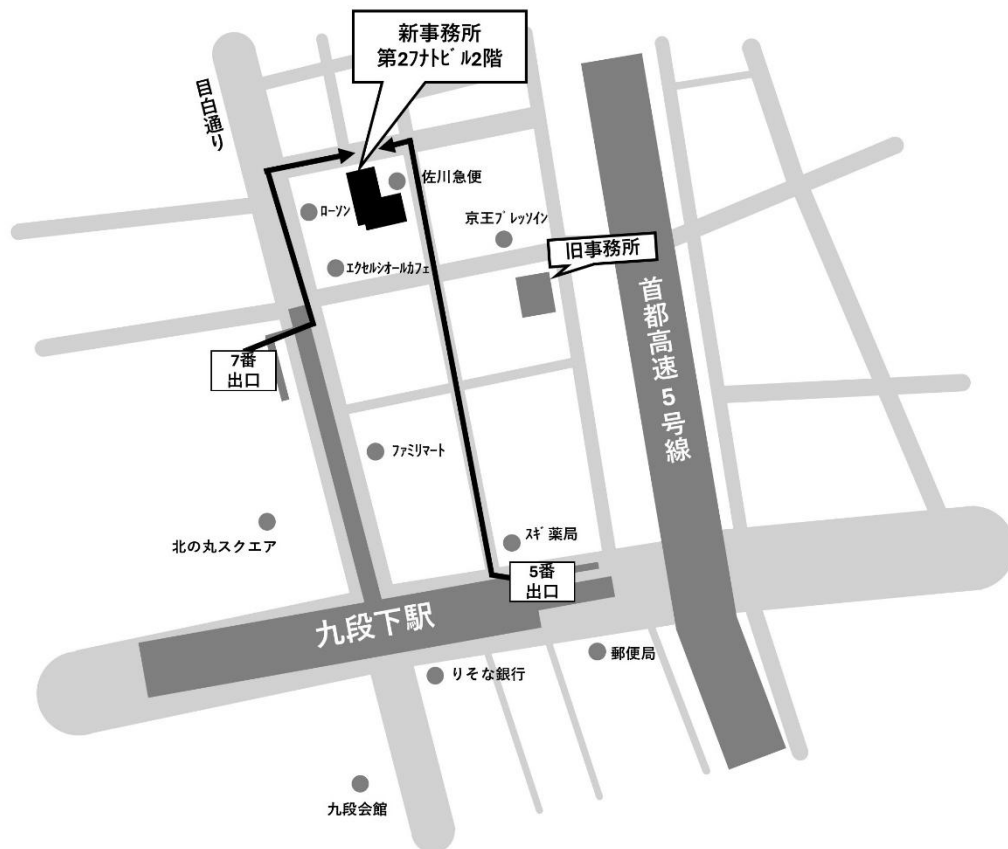 新事務所
第2ﾌﾅﾄﾋﾞﾙ2階
目白通り
佐川急便
ﾛｰｿﾝ
京王ﾌﾟﾚｯｿｲﾝ
旧事務所
ｴｸｾﾙｼｵｰﾙｶﾌｪ
首都高速5号線
7番
出口
ﾌｧﾐﾘﾏｰﾄ
北の丸スクエア
ｽｷﾞ薬局
5番
出口
九段下駅
郵便局
りそな銀行
九段会館